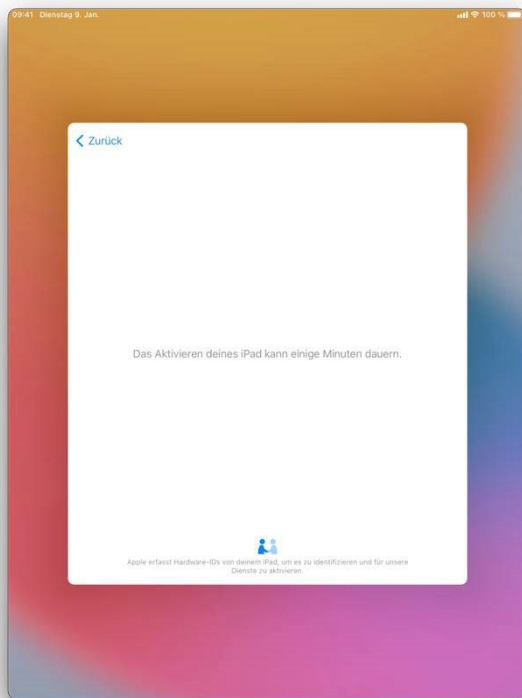 09:41 Dienstag 9. Jan.
100 %
Zurück
Das Aktivieren deines iPad kann einige Minuten dauern.
Apple erfasst Hardware-IDs von deinem iPad, um es zu identifizieren und für unsere
Dienste zu aktivieren.